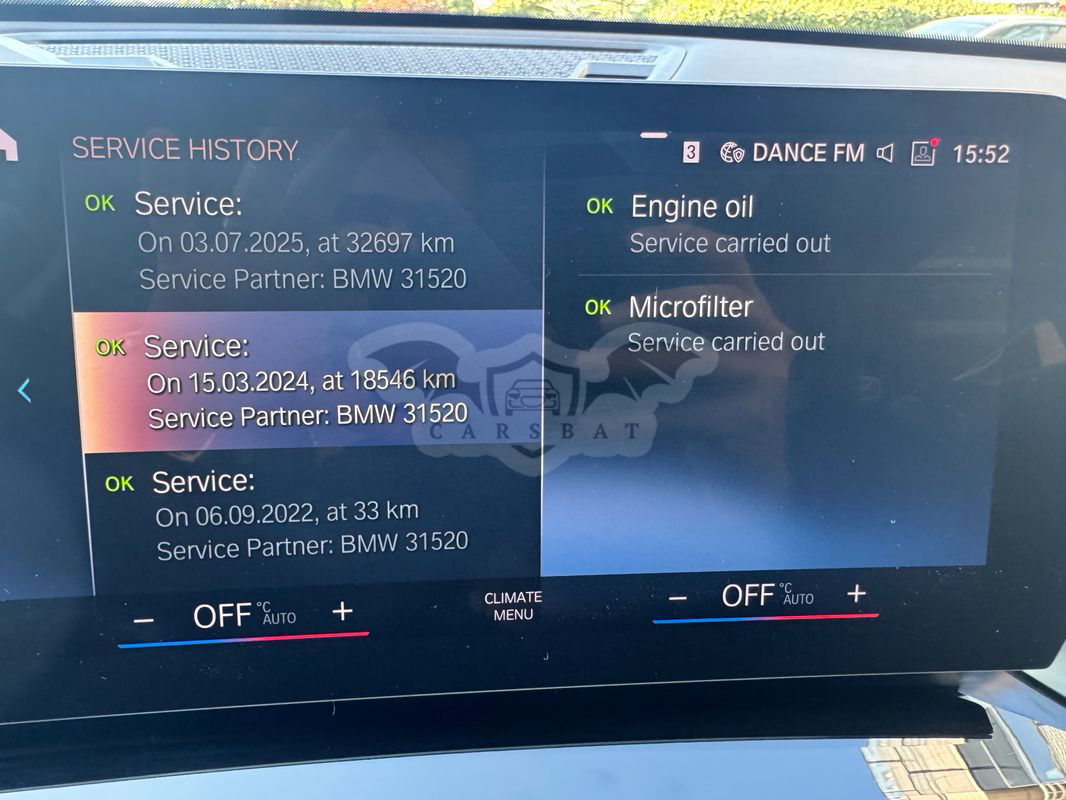 SERVICE HISTORY
3 DANCE FM 15:52
OK Service:
On 03.07.2025, at 32697 km
Service Partner: BMW 31520
OK Service:
On 15.03.2024, at 18546 km
Service Partner: BMW 31520
OK Service:
On 06.09.2022, at 33 km
Service Partner: BMW 31520
OK Engine oil
Service carried out
OK Microfilter
Service carried out
CARSBAT
- OFF °C AUTO +
CLIMATE
MENU
- OFF °C AUTO +